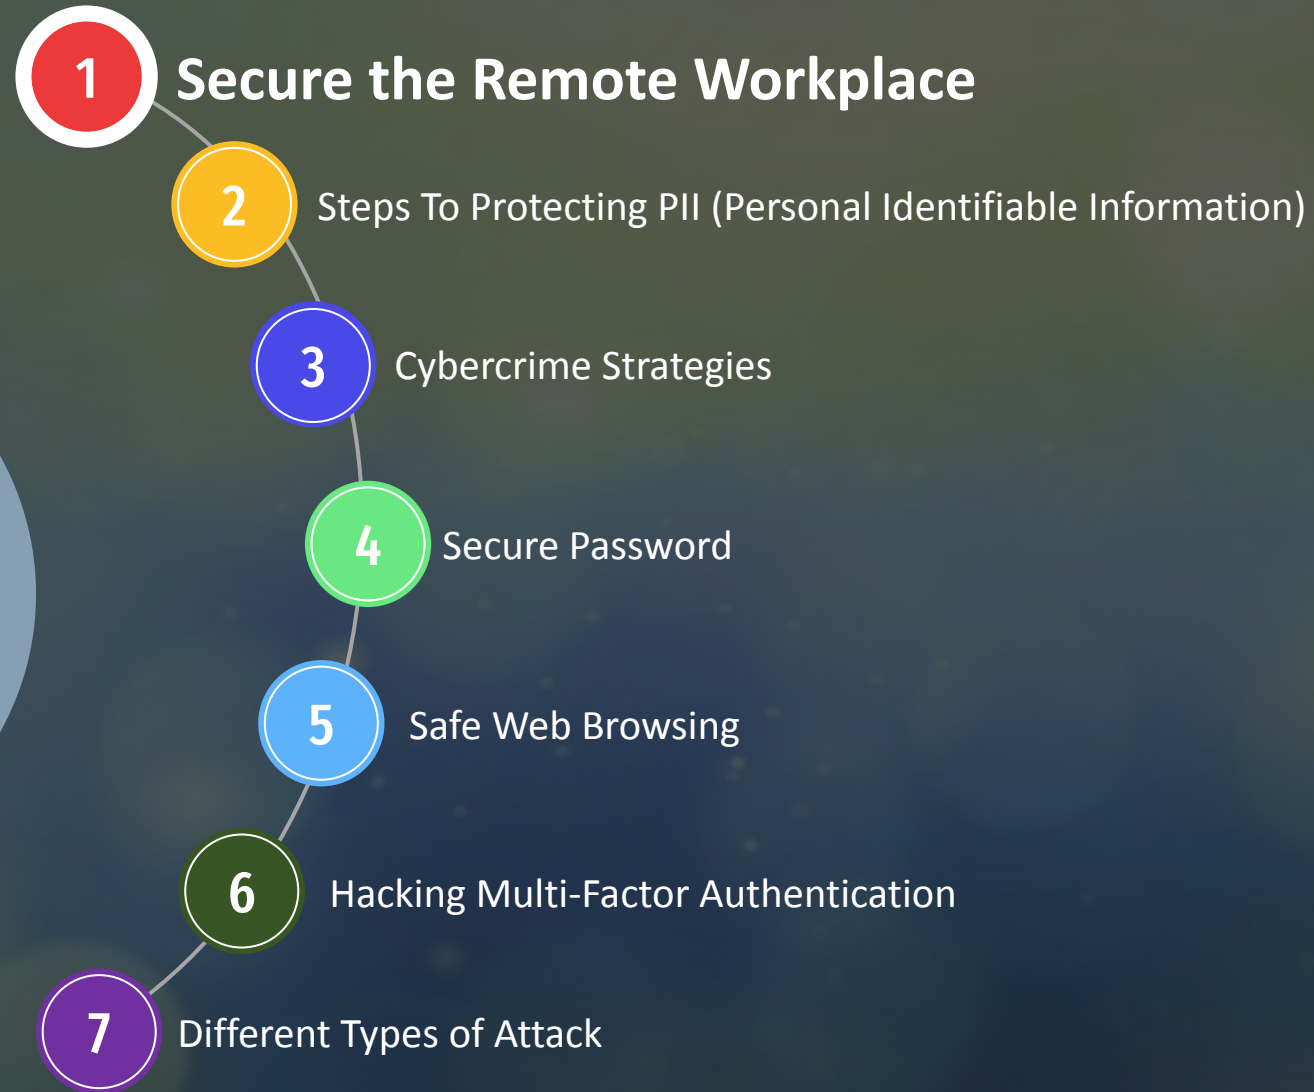 1 Secure the Remote Workplace
2 Steps To Protecting PII (Personal Identifiable Information)
3 Cybercrime Strategies
4 Secure Password
5 Safe Web Browsing
6 Hacking Multi-Factor Authentication
7 Different Types of Attack